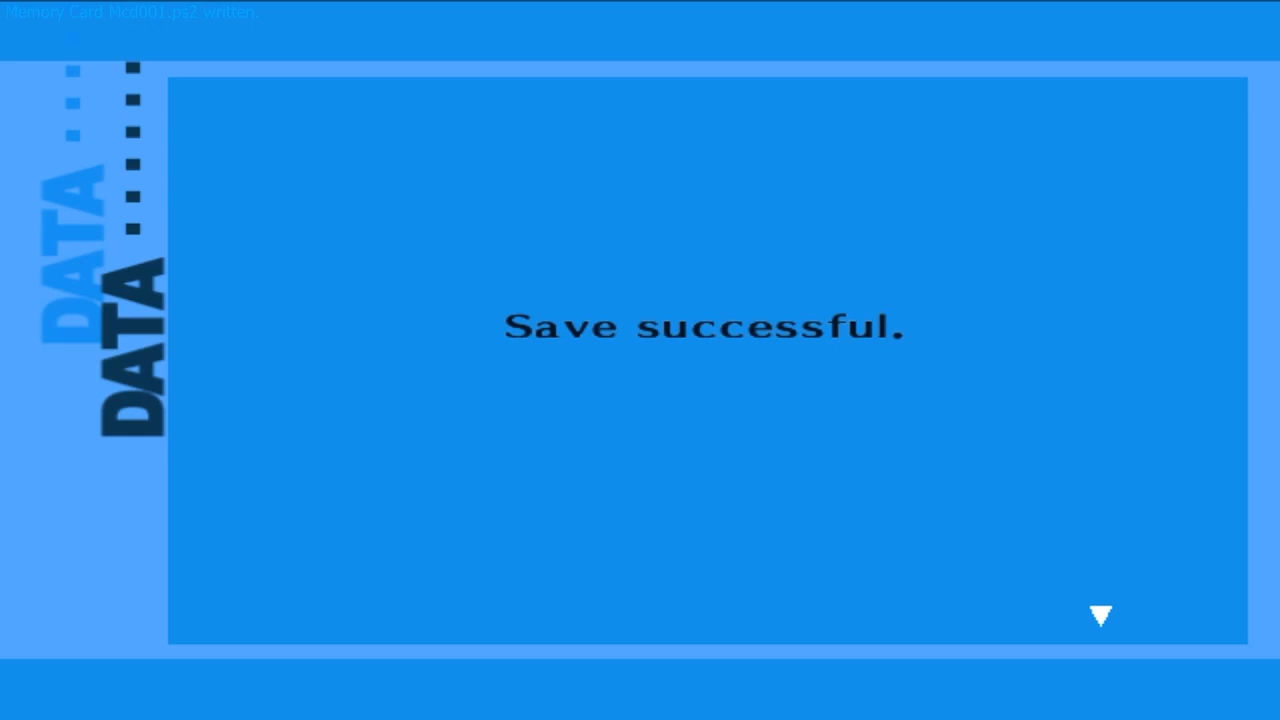 Memory Card Mcd001.ps2 written.
DATA
DATA
Save successful.